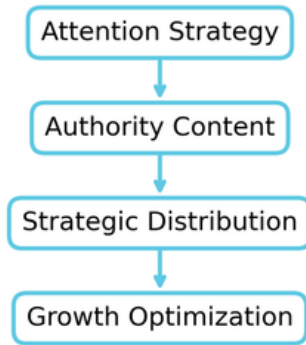 Attention Strategy
Authority Content
Strategic Distribution
Growth Optimization